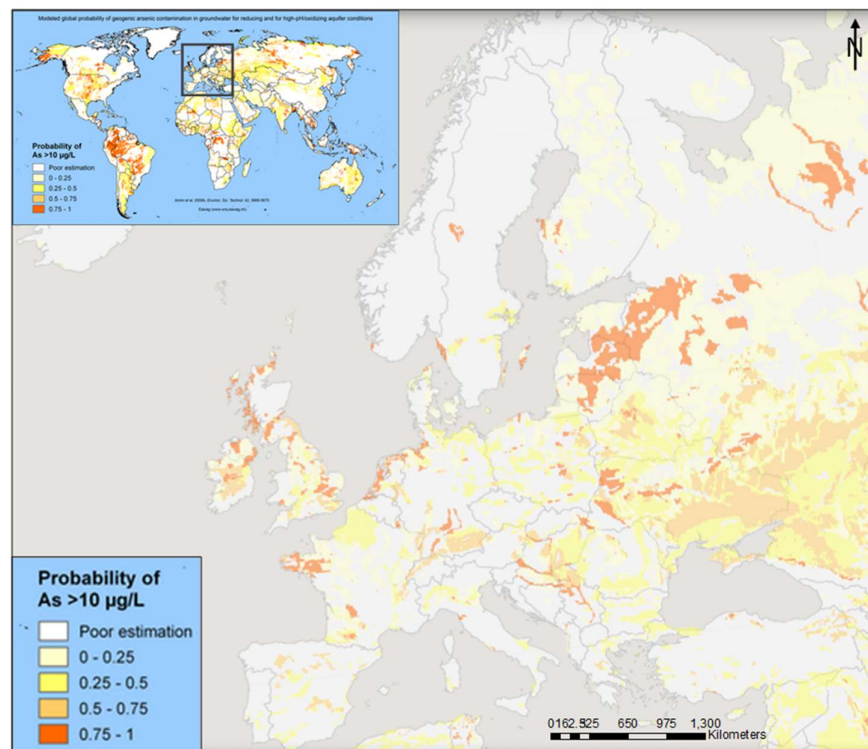 Modeled global probability of geogenic arsenic contamination in groundwater for reducing and for high-pH/oxidizing aquifer conditions
N
Probability of
As >10 µg/L
Poor estimation
0 - 0.25
0.25 - 0.5
0.5 - 0.75
0.75 - 1
Probability of
As >10 µg/L
Poor estimation
0 - 0.25
0.25 - 0.5
0.5 - 0.75
0.75 - 1
650
975
1,300
Kilometers